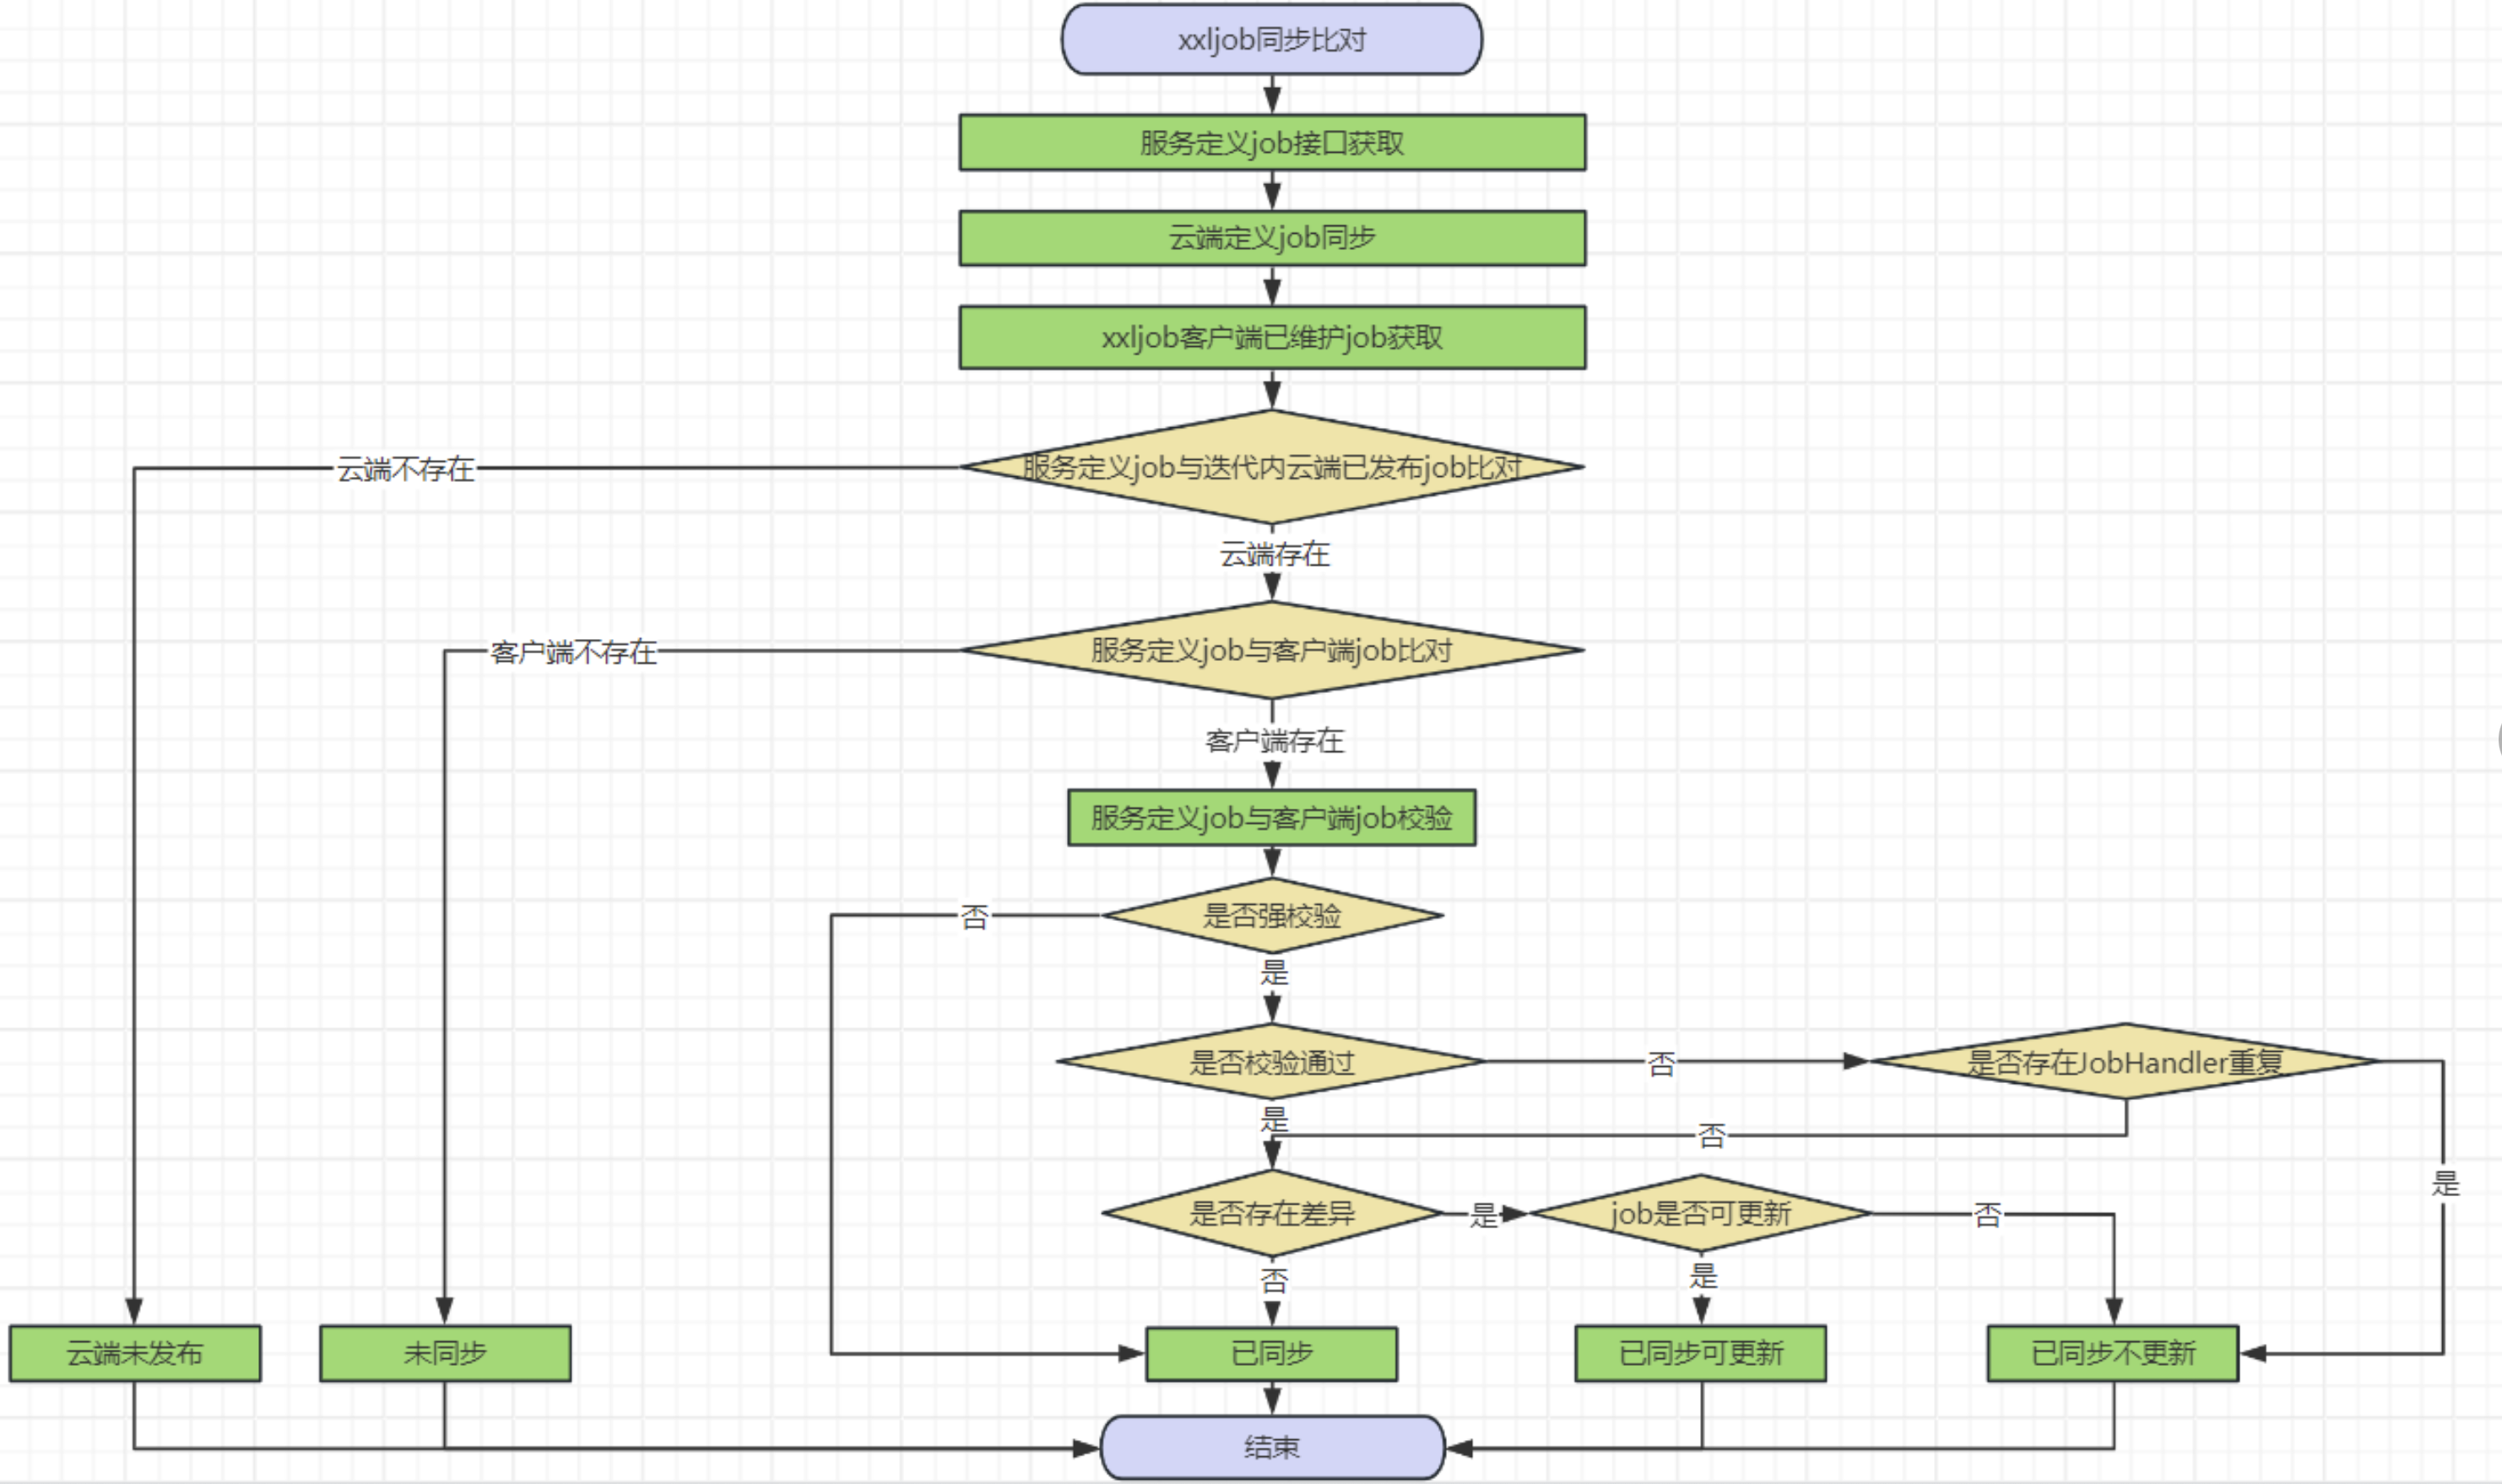 xxljob同步比对
服务定义job接口获取
云端定义job同步
xxljob客户端已维护job获取
服务定义job与迭代内云端已发布job比对
云端不存在
云端存在
服务定义job与客户端job比对
客户端不存在
客户端存在
服务定义job与客户端job校验
是否强校验
否
是
是否校验通过
否
是否存在JobHandler重复
是
否
是
是否存在差异
是
job是否可更新
否
否
是
云端未发布
未同步
已同步
已同步可更新
已同步不更新
结束